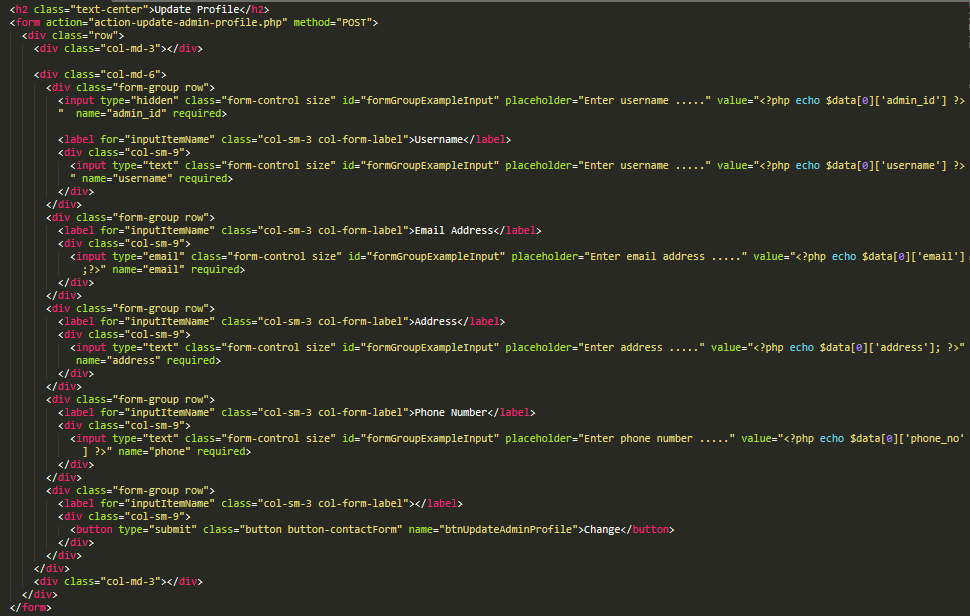 <h2 class="text-center">Update Profile</h2>
<form action="action-update-admin-profile.php" method="POST">
<div class="row">
<div class="col-md-3"></div>
<div class="col-md-6">
<div class="form-group row">
<input type="hidden" class="form-control size" id="formGroupExampleInput" placeholder="Enter username ....." value="<?php echo $data[0]['admin_id'] ?>
"  name="admin_id" required>
<label for="inputItemName" class="col-sm-3 col-form-label">Username</label>
<div class="col-sm-9">
<input type="text" class="form-control size" id="formGroupExampleInput" placeholder="Enter username ....." value="<?php echo $data[0]['username'] ?>
" name="username" required>
</div>
</div>
<div class="form-group row">
<label for="inputItemName" class="col-sm-3 col-form-label">Email Address</label>
<div class="col-sm-9">
<input type="email" class="form-control size" id="formGroupExampleInput" placeholder="Enter email address ....." value="<?php echo $data[0]['email']
;?>" name="email" required>
</div>
</div>
<div class="form-group row">
<label for="inputItemName" class="col-sm-3 col-form-label">Address</label>
<div class="col-sm-9">
<input type="text" class="form-control size" id="formGroupExampleInput" placeholder="Enter address ....." value="<?php echo $data[0]['address']; ?>"
name="address" required>
</div>
</div>
<div class="form-group row">
<label for="inputItemName" class="col-sm-3 col-form-label">Phone Number</label>
<div class="col-sm-9">
<input type="text" class="form-control size" id="formGroupExampleInput" placeholder="Enter phone number ....." value="<?php echo $data[0]['phone_no'
] ?>" name="phone" required>
</div>
</div>
<div class="form-group row">
<label for="inputItemName" class="col-sm-3 col-form-label"></label>
<div class="col-sm-9">
<button type="submit" class="button button-contactForm" name="btnUpdateAdminProfile">Change</button>
</div>
</div>
</div>
<div class="col-md-3"></div>
</div>
</form>